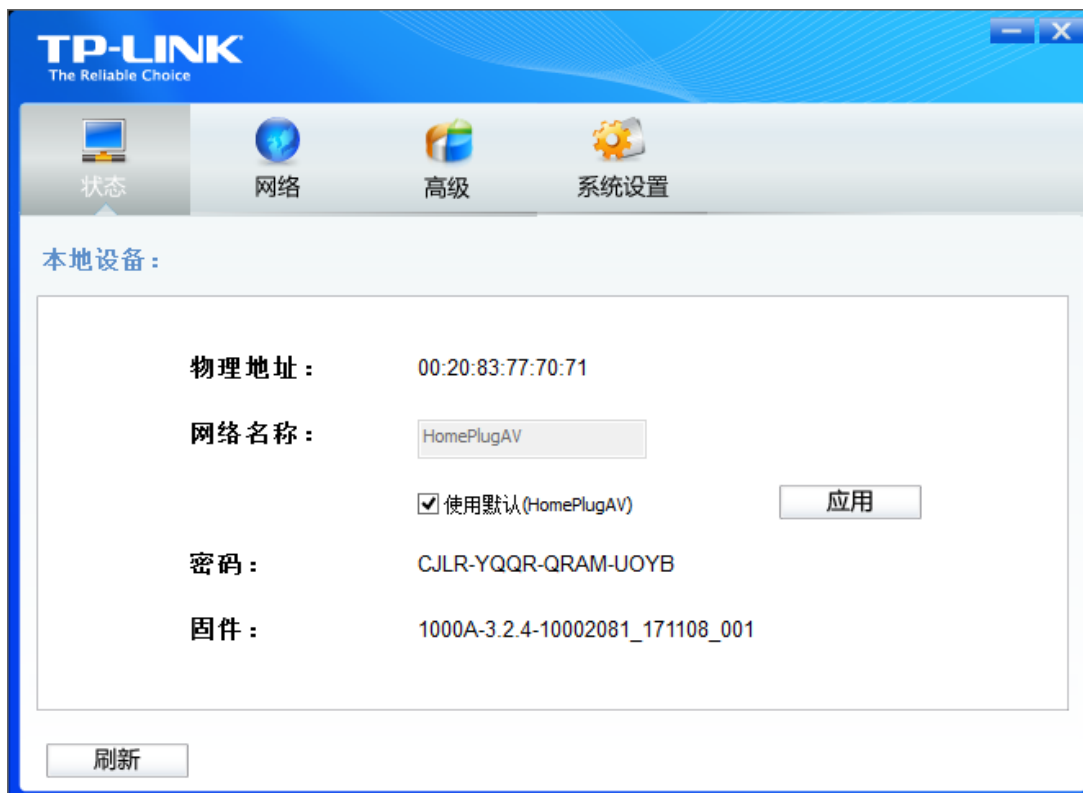 TP-LINK
The Reliable Choice
状态 网络 高级 系统设置
本地设备：
物理地址： 00:20:83:77:70:71
网络名称： HomePlugAV
使用默认(HomePlugAV) 应用
密码： CJLR-YQQR-QRAM-UOYB
固件： 1000A-3.2.4-10002081_171108_001
刷新